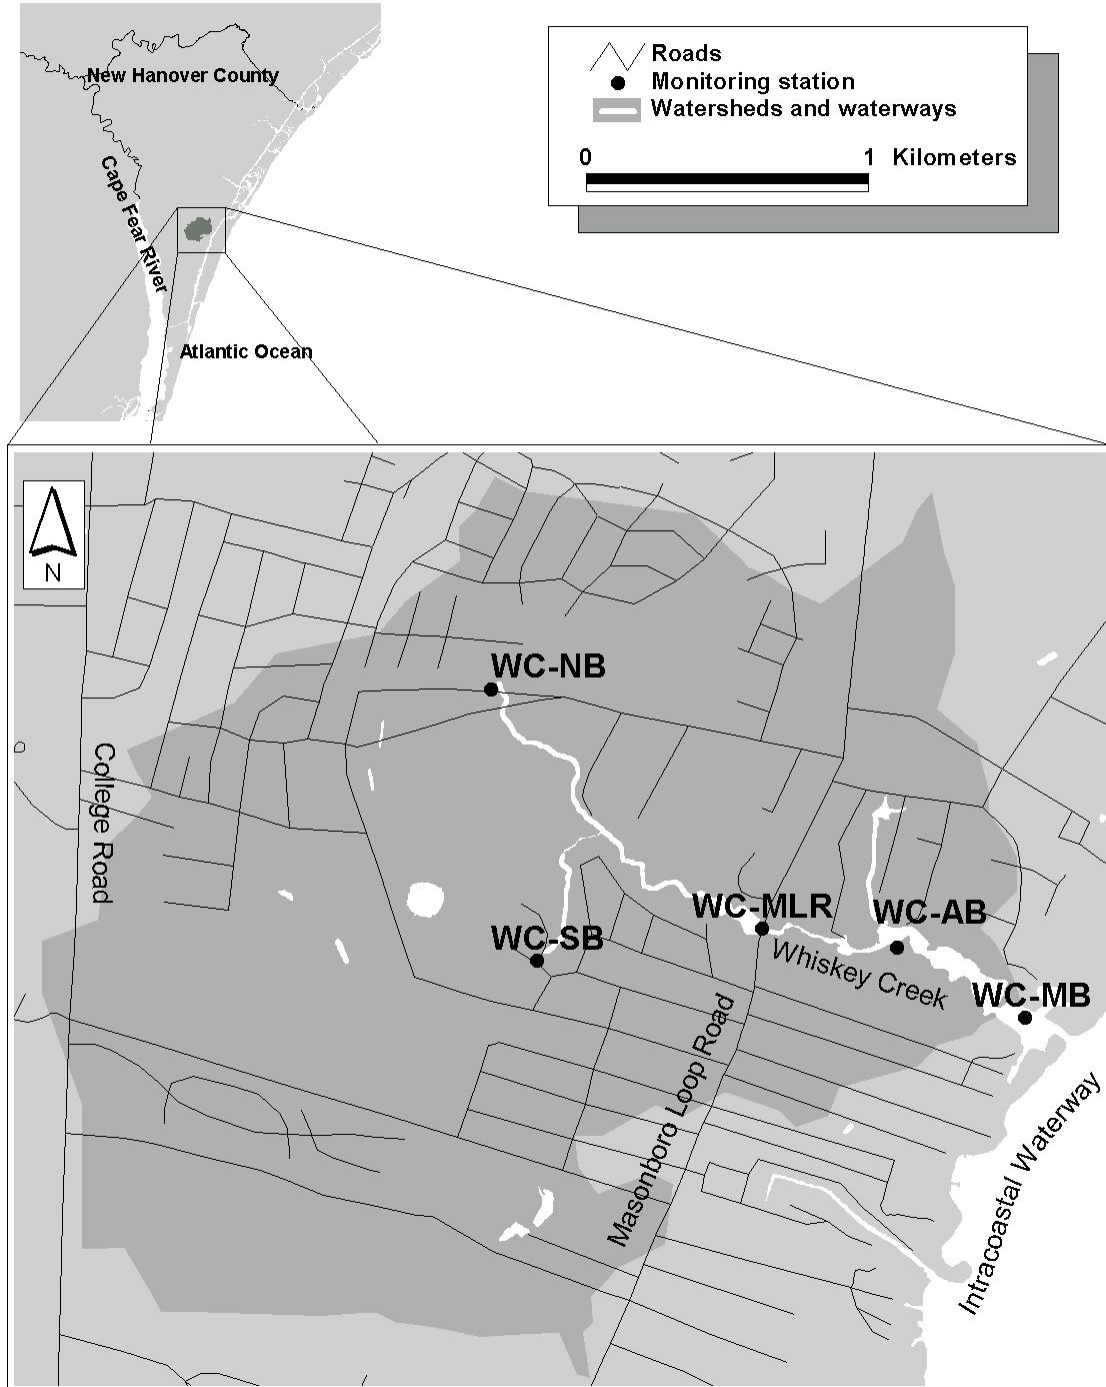 New Hanover County
Cape Fear River
Atlantic Ocean
Roads
Monitoring station
Watersheds and waterways
0 1 Kilometers
N
WC-NB
College Road
WC-SB
WC-MLR
WC-AB
Whiskey Creek
WC-MB
Masonboro Loop Road
Intracoastal Waterway